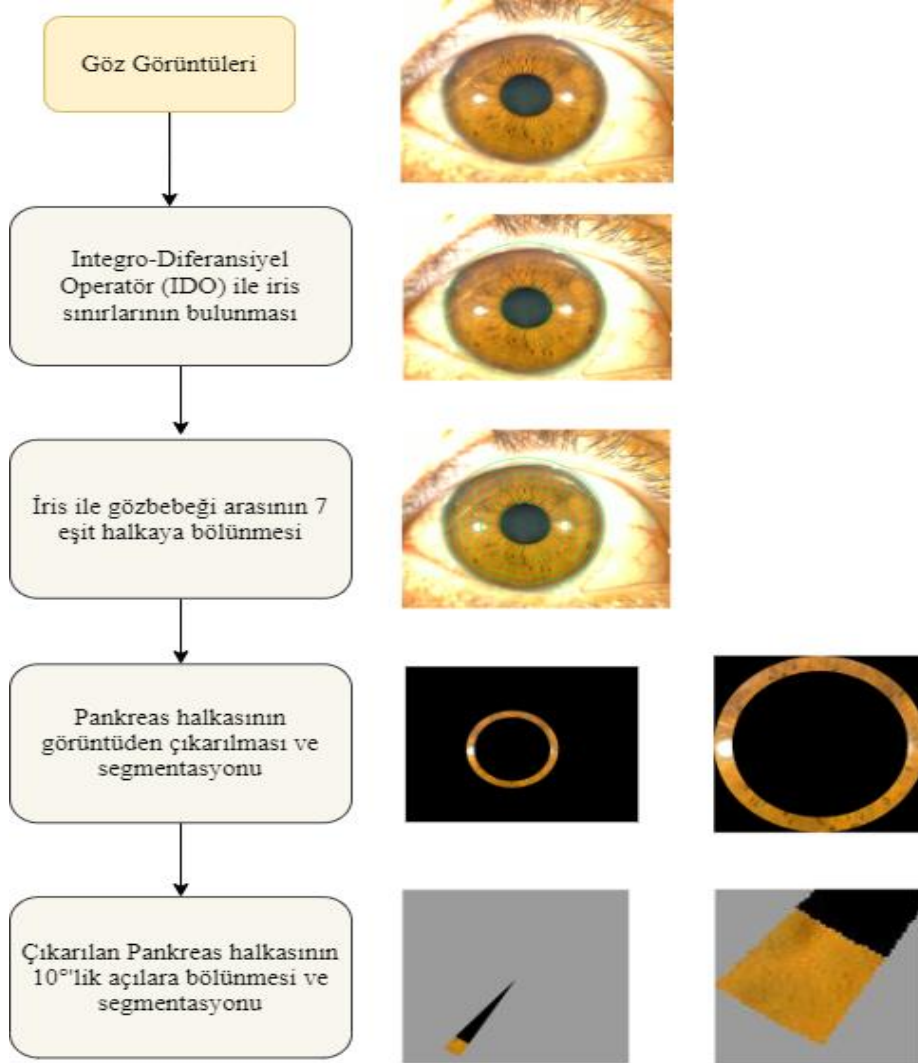 Göz Görüntüleri
Integro-Diferansiyel
Operatör (IDO) ile iris
sınırlarının bulunması
İris ile gözbebeği arasının 7
eşit halkaya bölünmesi
Pankreas halkasının
görüntüden çıkarılması ve
segmentasyonu
Çıkarılan Pankreas halkasının
10°'lik açılara bölünmesi ve
segmentasyonu